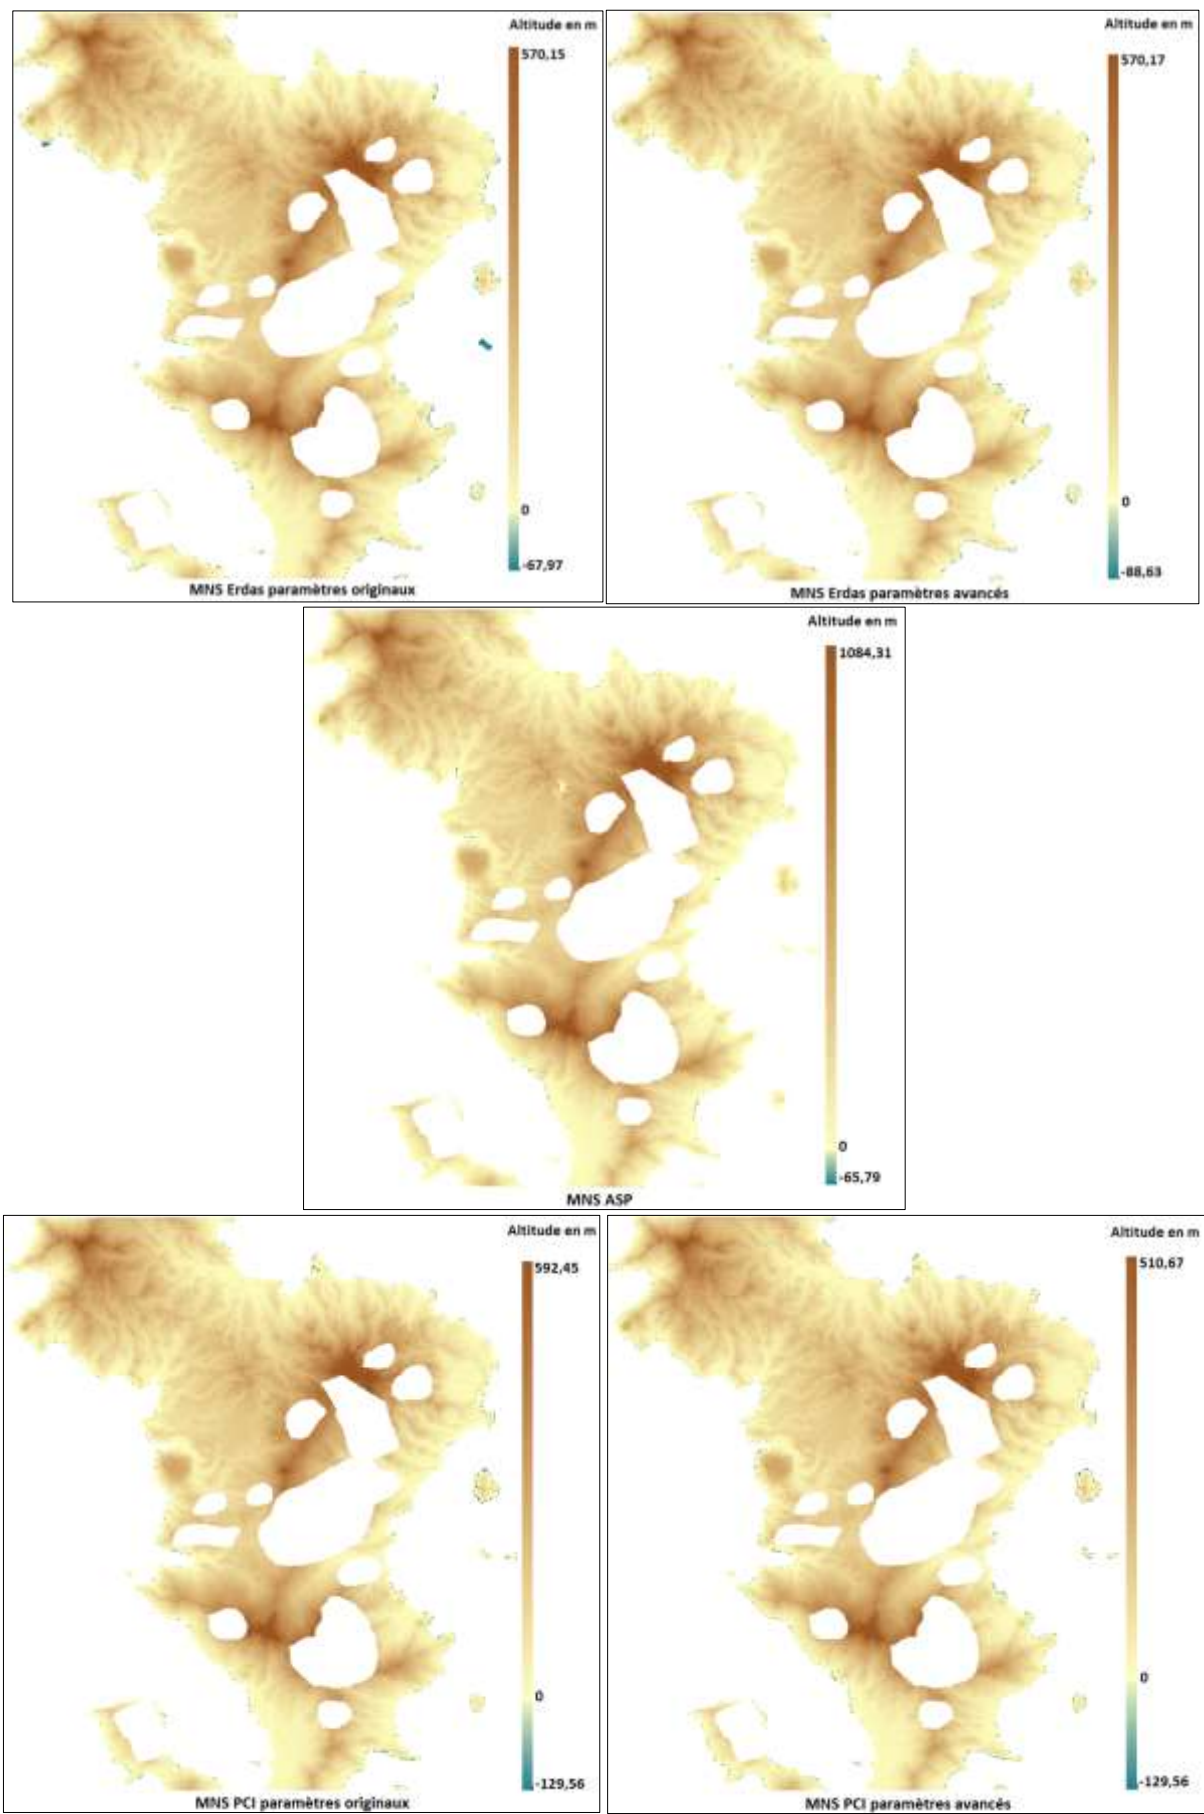 Altitude en m
570,15
0
-67,97
MNS Erdas paramètres originaux
Altitude en m
570,17
0
-88,63
MNS Erdas paramètres avancés
Altitude en m
1084,31
0
-65,79
MNS ASP
Altitude en m
592,45
0
-129,56
MNS PCI paramètres originaux
Altitude en m
510,67
0
-129,56
MNS PCI paramètres avancés